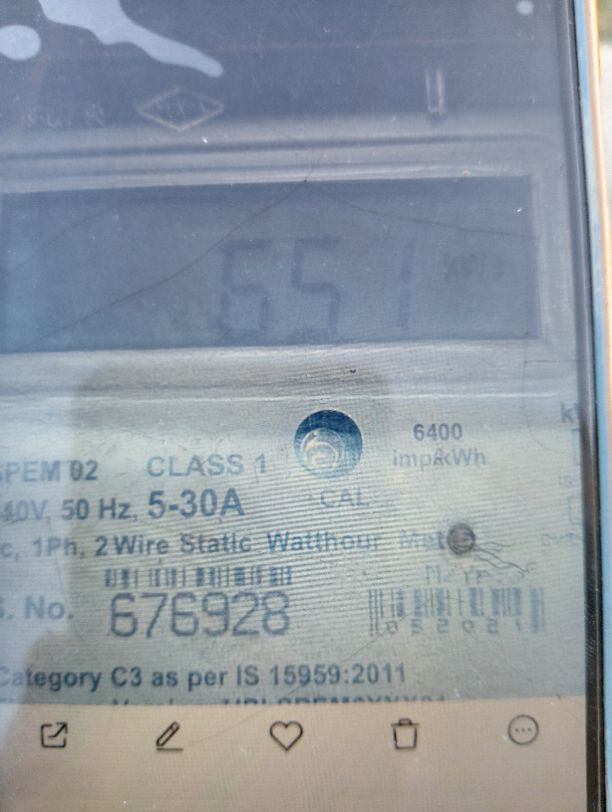 651
6400
imp/kWh
SPEM 02 CLASS 1
CAL
40V, 50 Hz, 5-30A
c, 1Ph, 2 Wire Static Watthour
S. No. 676928
Category C3 as per IS 15959:2011